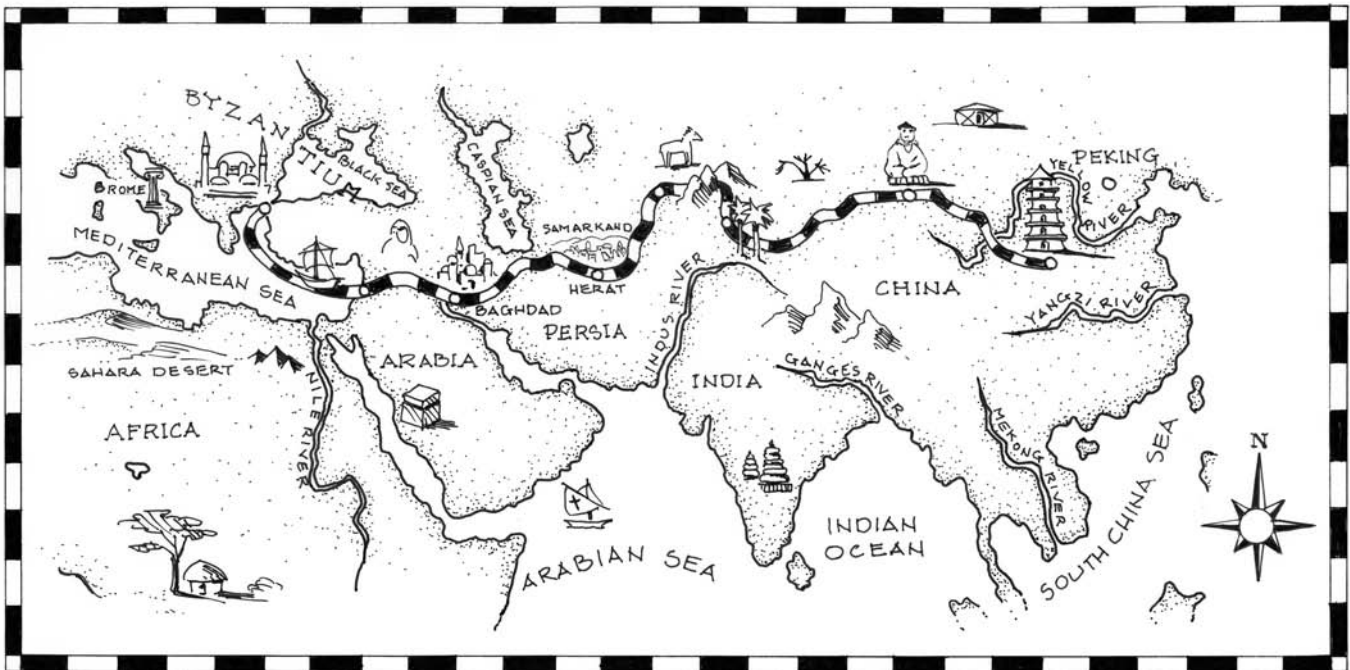 BYZANTIUM
BLACK SEA
CASPIAN SEA
ROME
MEDITERRANEAN SEA
SAMARKAND
HERAT
BAGHDAD
PERSIA
INDUS RIVER
CHINA
PEKING
YELLOW RIVER
YANGZI RIVER
SAHARA DESERT
NILE RIVER
ARABIA
INDIA
GANGES RIVER
AFRICA
MEKONG RIVER
SOUTH CHINA SEA
N
INDIAN
OCEAN
ARABIAN SEA